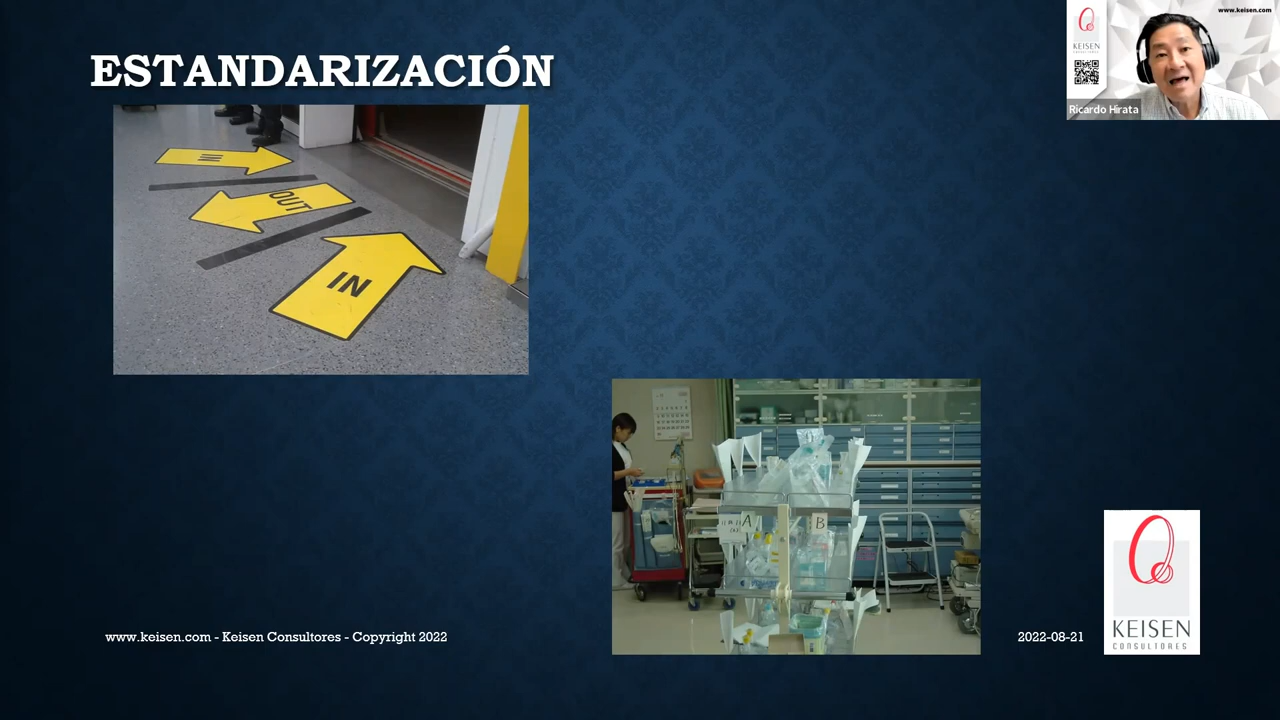 www.keisen.com
KEISEN
Ricardo Hirata
ESTANDARIZACIÓN
IN
OUT
IN
A
B
www.keisen.com - Keisen Consultores - Copyright 2022
2022-08-21
KEISEN
CONSULTORES